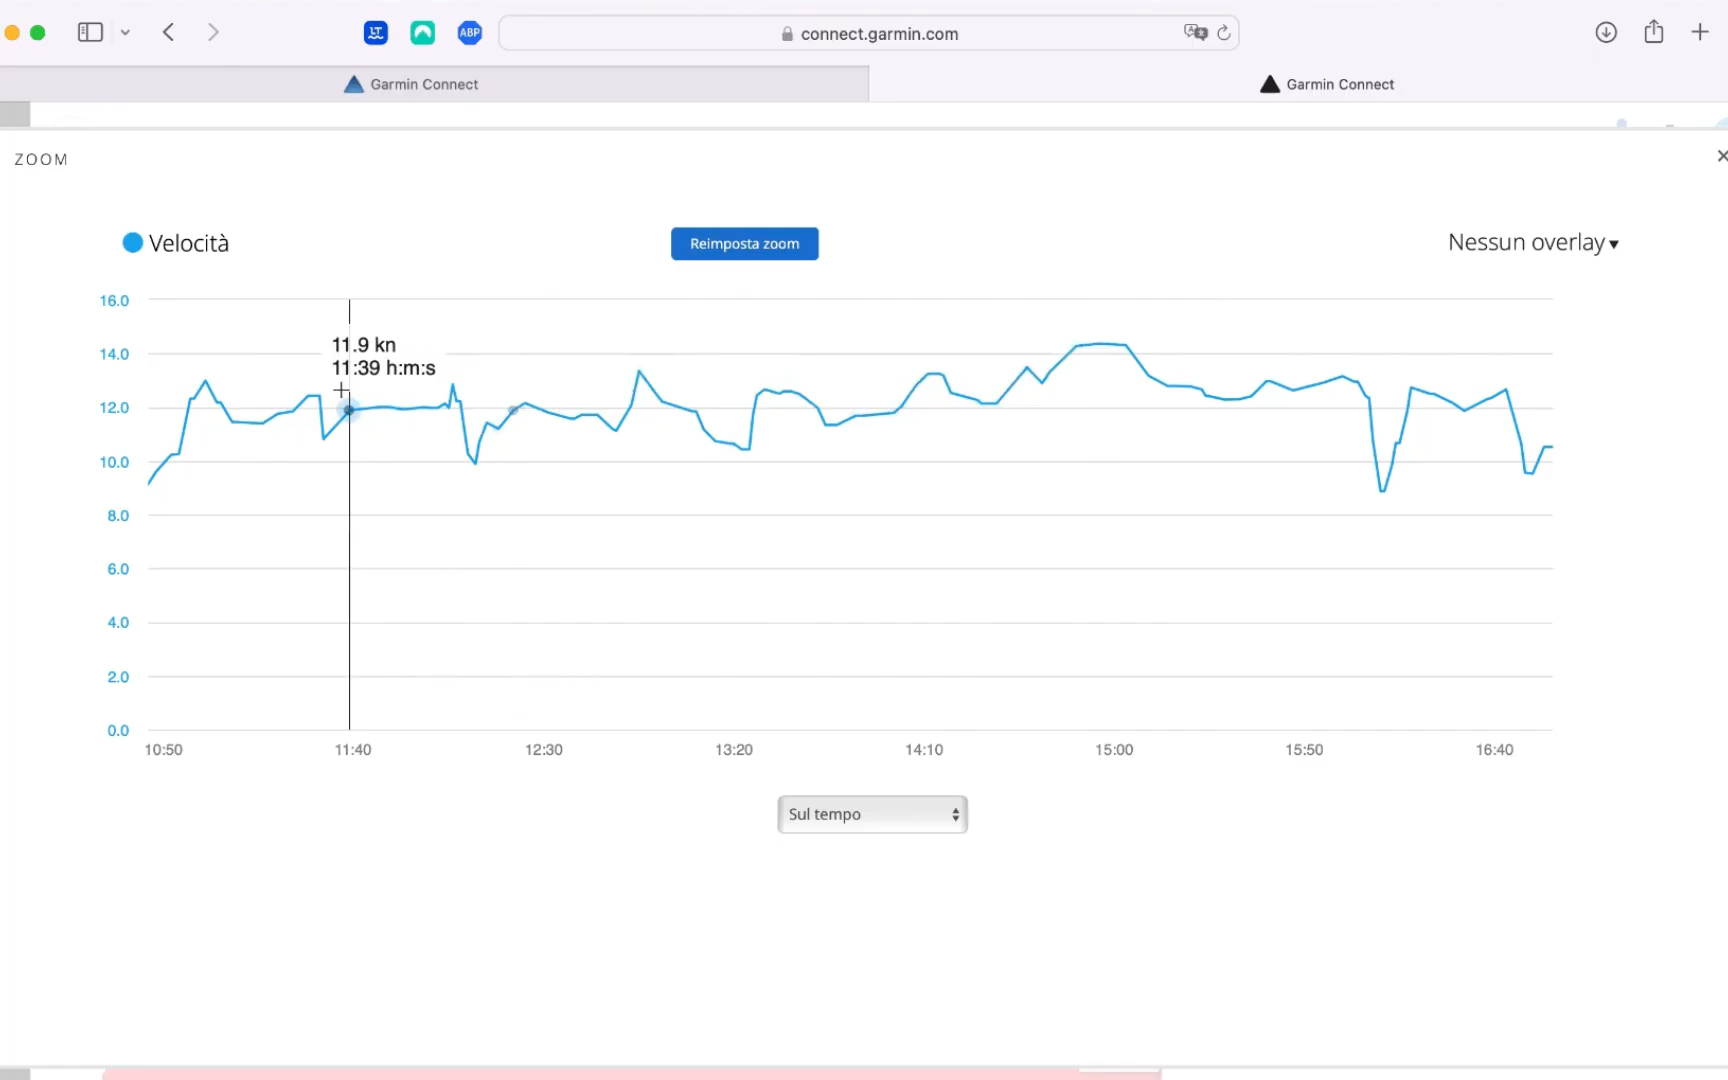 ABP
connect.garmin.com
Garmin Connect
Garmin Connect
ZOOM
Velocità
Reimposta zoom
Nessun overlay
16.0
14.0
12.0
10.0
8.0
6.0
4.0
2.0
0.0
11.9 kn
11:39 h:m:s
10:50 11:40 12:30 13:20 14:10 15:00 15:50 16:40
Sul tempo